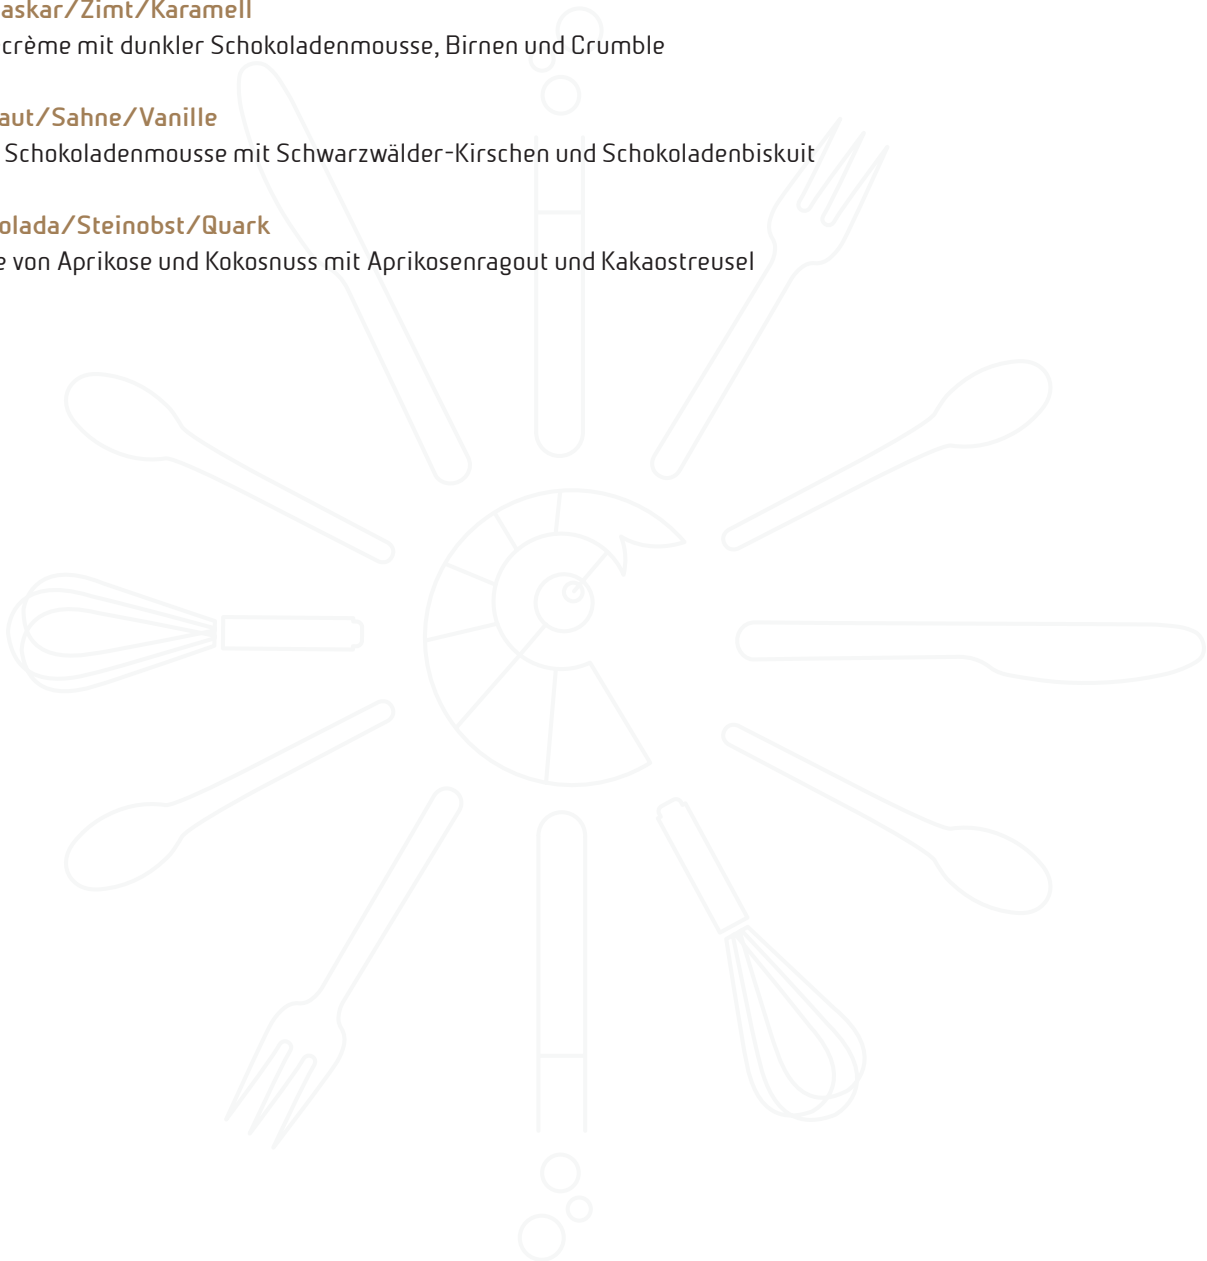 askar/Zimt/Karamell
crème mit dunkler Schokoladenmousse, Birnen und Crumble
aut/Sahne/Vanille
Schokoladenmousse mit Schwarzwälder-Kirschen und Schokoladenbiskuit
olada/Steinobst/Quark
e von Aprikose und Kokosnuss mit Aprikosenragout und Kakaostreusel